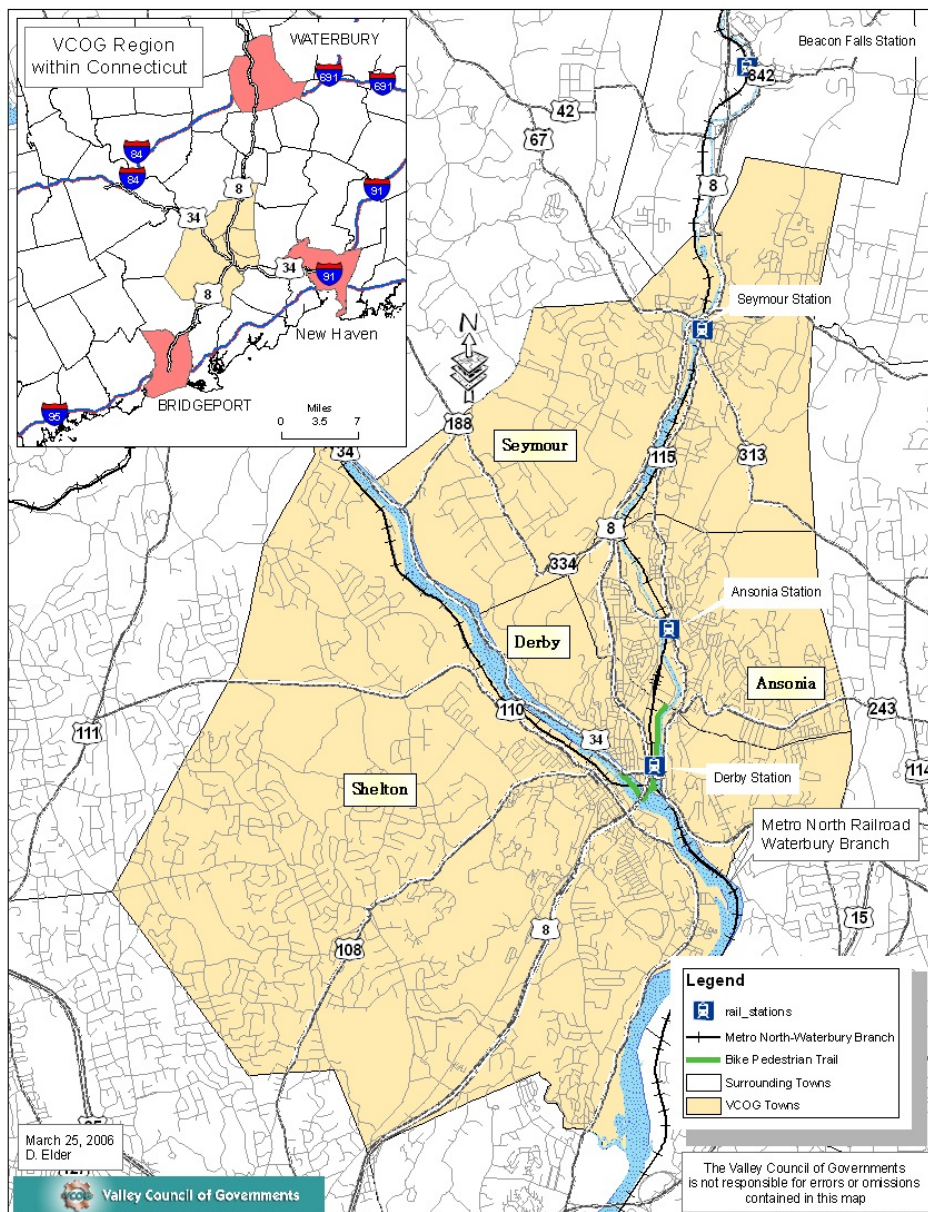 VCOG Region
within Connecticut
WATERBURY
691
691
84
84
91
8
34
34
91
8
New Haven
BRIDGEPORT
95
Miles
0 3.5 7
N
Beacon Falls Station
842
42
67
8
Seymour Station
188
34
Seymour
115
313
8
334
Ansonia Station
Derby
Ansonia
110
243
111
34
114
Derby Station
Shelton
Metro North Railroad
Waterbury Branch
8
15
108
Legend
rail_stations
Metro North-Waterbury Branch
Bike Pedestrian Trail
Surrounding Towns
VCOG Towns
March 25, 2006
D. Elder
VCOG
Valley Council of Governments
The Valley Council of Governments
is not responsible for errors or omissions
contained in this map